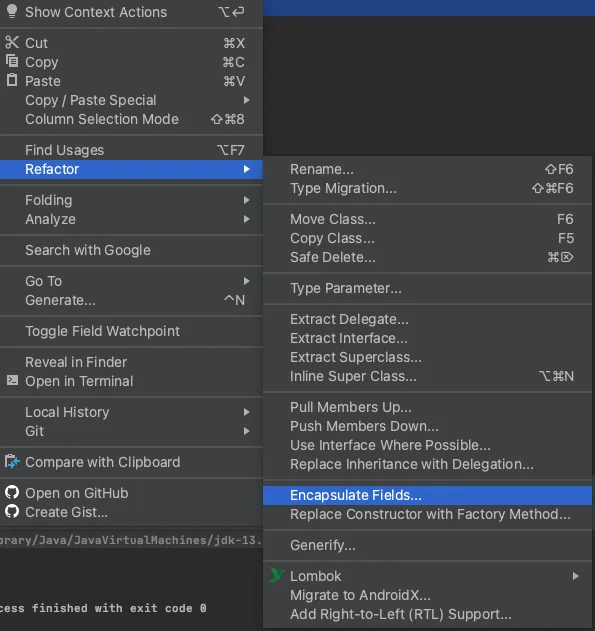 Show Context Actions ⌥⏎
Cut ⌘X
Copy ⌘C
Paste ⌘V
Copy / Paste Special
Column Selection Mode ⇧⌘8
Find Usages ⌥F7
Refactor
Folding
Analyze
Search with Google
Go To
Generate... ^N
Toggle Field Watchpoint
Reveal in Finder
Open in Terminal
Local History
Git
Compare with Clipboard
Open on GitHub
Create Gist...
Rename... ⇧F6
Type Migration... ⇧⌘F6
Move Class... F6
Copy Class... F5
Safe Delete... ⌘⌦
Type Parameter...
Extract Delegate...
Extract Interface...
Extract Superclass...
Inline Super Class... ⌥⌘N
Pull Members Up...
Push Members Down...
Use Interface Where Possible...
Replace Inheritance with Delegation...
Encapsulate Fields...
Replace Constructor with Factory Method...
Generify...
Lombok
Migrate to AndroidX...
Add Right-to-Left (RTL) Support...
brary/Java/JavaVirtualMachines/jdk-13.
cess finished with exit code 0